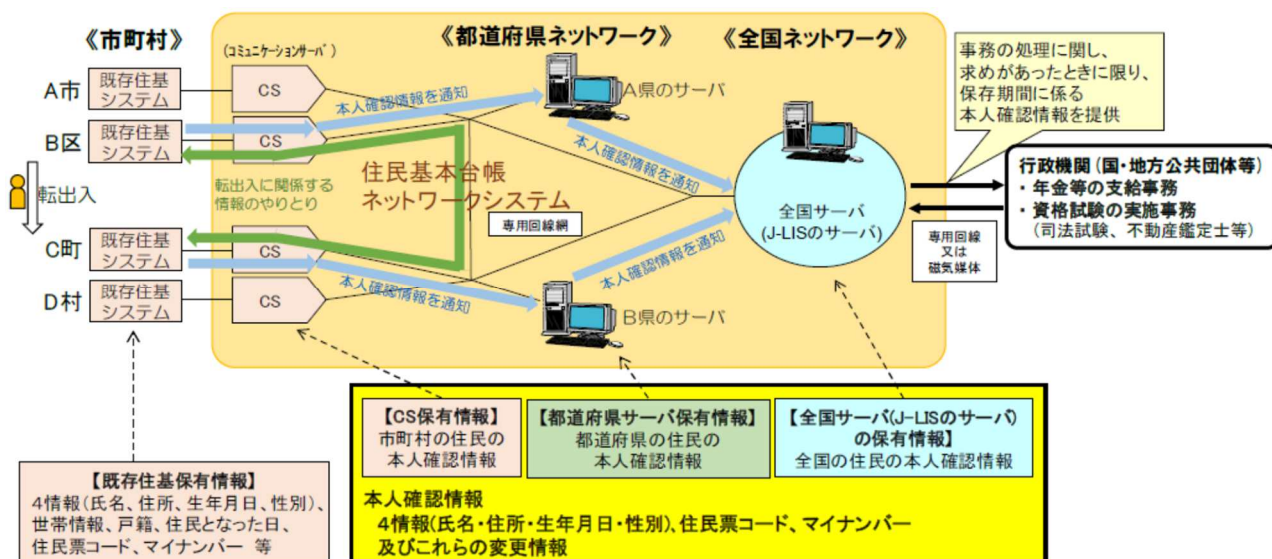 《市町村》
(ｺﾐｭﾆｹｰｼｮﾝｻｰﾊﾞ)
《都道府県ネットワーク》
《全国ネットワーク》
A市
既存住基
システム
CS
B区
既存住基
システム
CS
転出入
C町
既存住基
システム
CS
D村
既存住基
システム
CS
本人確認情報を通知
A県のサーバ
本人確認情報を通知
住民基本台帳
ネットワークシステム
転出入に関係する
情報のやりとり
専用回線網
本人確認情報を通知
本人確認情報を通知
B県のサーバ
全国サーバ
(J-LISのサーバ)
事務の処理に関し、
求めがあったときに限り、
保存期間に係る
本人確認情報を提供
行政機関(国・地方公共団体等)
・年金等の支給事務
・資格試験の実施事務
(司法試験、不動産鑑定士等)
専用回線
又は
磁気媒体
【既存住基保有情報】
4情報(氏名、住所、生年月日、性別)、
世帯情報、戸籍、住民となった日、
住民票コード、マイナンバー 等
【CS保有情報】
市町村の住民の
本人確認情報
【都道府県サーバ保有情報】
都道府県の住民の
本人確認情報
【全国サーバ(J-LISのサーバ)
の保有情報】
全国の住民の本人確認情報
本人確認情報
4情報(氏名・住所・生年月日・性別)、住民票コード、マイナンバー
及びこれらの変更情報